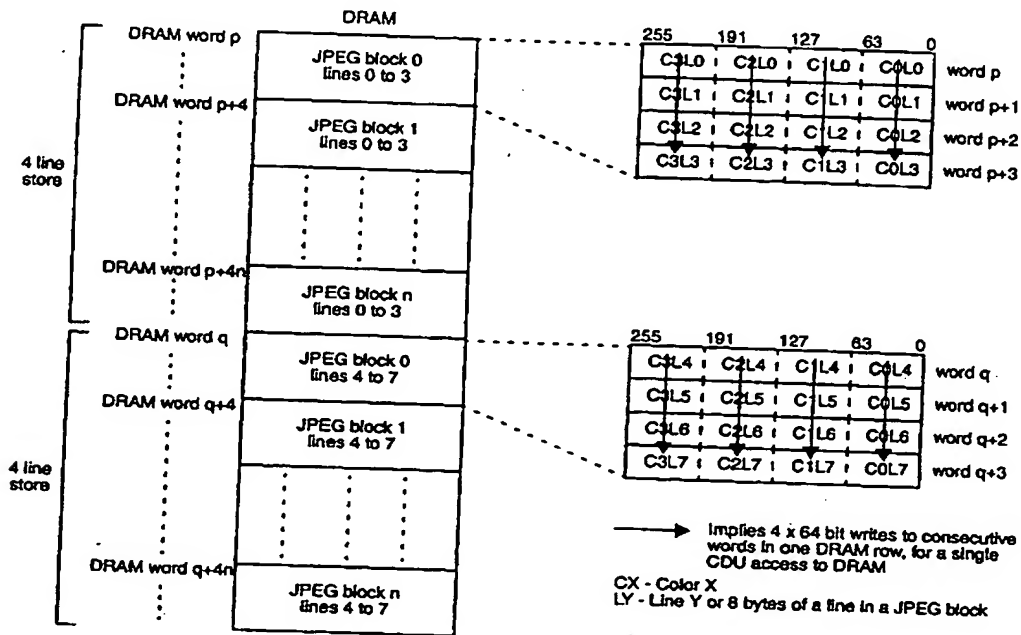 DRAM
DRAM word p
JPEG block 0
lines 0 to 3
DRAM word p+4
JPEG block 1
lines 0 to 3
4 line
store
DRAM word p+4n
JPEG block n
lines 0 to 3
DRAM word q
JPEG block 0
lines 4 to 7
DRAM word q+4
JPEG block 1
lines 4 to 7
4 line
store
DRAM word q+4n
JPEG block n
lines 4 to 7
255 191 127 63 0
C3L0 C2L0 C1L0 C0L0 word p
C3L1 C2L1 C1L1 C0L1 word p+1
C3L2 C2L2 C1L2 C0L2 word p+2
C3L3 C2L3 C1L3 C0L3 word p+3
255 191 127 63 0
C3L4 C2L4 C1L4 C0L4 word q
C3L5 C2L5 C1L5 C0L5 word q+1
C3L6 C2L6 C1L6 C0L6 word q+2
C3L7 C2L7 C1L7 C0L7 word q+3
Implies 4 x 64 bit writes to consecutive
words in one DRAM row, for a single
CDU access to DRAM
CX - Color X
LY - Line Y or 8 bytes of a line in a JPEG block